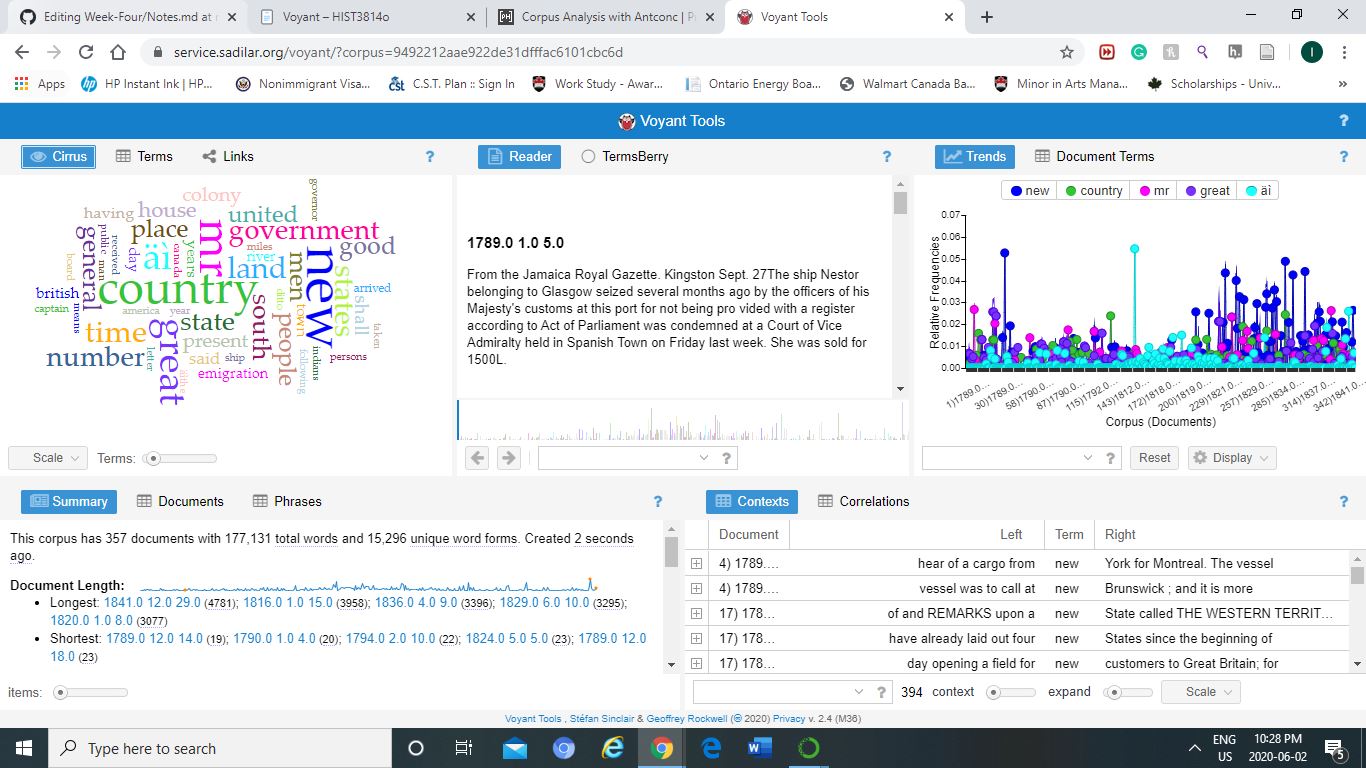 Editing Week-Four/Notes.md at
Voyant – HIST3814o
Corpus Analysis with Antconc | P
Voyant Tools
service.sadilar.org/voyant/?corpus=9492212aae922de31dfffac6101cbc6d
Apps
HP Instant Ink | HP...
Nonimmigrant Visa...
C.S.T. Plan :: Sign In
Work Study - Awar...
Ontario Energy Boa...
Walmart Canada Ba...
Minor in Arts Mana...
Scholarships - Univ...
»
Voyant Tools
?
Cirrus
Terms
Links
?
governor
colony
having
house
united
place
government
general
public
man
received
day
äì
canada
years
mr
miles
river
land
men
new
good
board
british
captain
means
country
america
year
ditto
town
south
states
arrived
shall
time
number
letter
great
state
present
said
ship
emigration
people
following
indians
persons
taken
Scale
Terms:
Reader
TermsBerry
?
1789.0 1.0 5.0
From the Jamaica Royal Gazette. Kingston Sept. 27The ship Nestor
belonging to Glasgow seized several months ago by the officers of his
Majesty's customs at this port for not being pro vided with a register
according to Act of Parliament was condemned at a Court of Vice
Admiralty held in Spanish Town on Friday last week. She was sold for
1500L.
?
Trends
Document Terms
?
new
country
mr
great
äì
0.07
0.06
0.05
0.04
0.03
0.02
0.01
0.00
Relative Frequencies
1)1789.0...
30)1789.0...
58)1790.0...
87)1790.0...
115)1792.0...
143)1812.0...
172)1818.0...
200)1819.0...
229)1821.0...
257)1829.0...
285)1834.0...
314)1837.0...
342)1841.0...
Corpus (Documents)
?
Reset
Display
Summary
Documents
Phrases
?
This corpus has 357 documents with 177,131 total words and 15,296 unique word forms. Created 2 seconds
ago.
Document Length:
• Longest: 1841.0 12.0 29.0 (4781); 1816.0 1.0 15.0 (3958); 1836.0 4.0 9.0 (3396); 1829.0 6.0 10.0 (3295);
1820.0 1.0 8.0 (3077)
• Shortest: 1789.0 12.0 14.0 (19); 1790.0 1.0 4.0 (20); 1794.0 2.0 10.0 (22); 1824.0 5.0 5.0 (23); 1789.0 12.0
18.0 (23)
items:
Contexts
Correlations
?
Document Left Term Right
4) 1789.... hear of a cargo from new York for Montreal. The vessel
4) 1789.... vessel was to call at new Brunswick ; and it is more
17) 178... of and REMARKS upon a new State called THE WESTERN TERRIT...
17) 178... have already laid out four new States since the beginning of
17) 178... day opening a field for new customers to Great Britain; for
? 394 context expand Scale
Voyant Tools , Stéfan Sinclair & Geoffrey Rockwell (2020) Privacy v. 2.4 (M36)
Type here to search
ENG
US
10:28 PM
2020-06-02
5